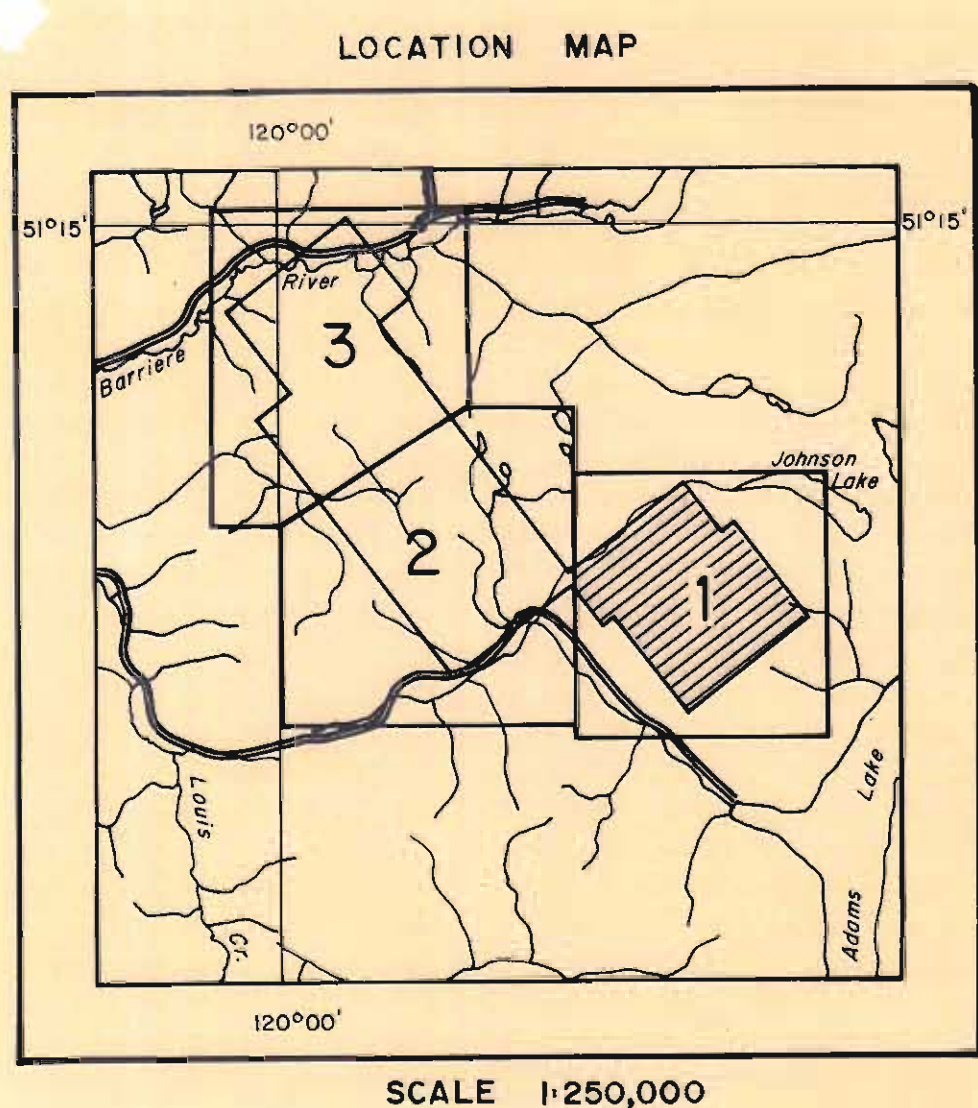 LOCATION MAP
120°00'
51°15'
51°15'
River
3
Barriere
Johnson
Lake
2
1
Louis
Cr.
Lake
Adams
120°00'
SCALE 1:250,000